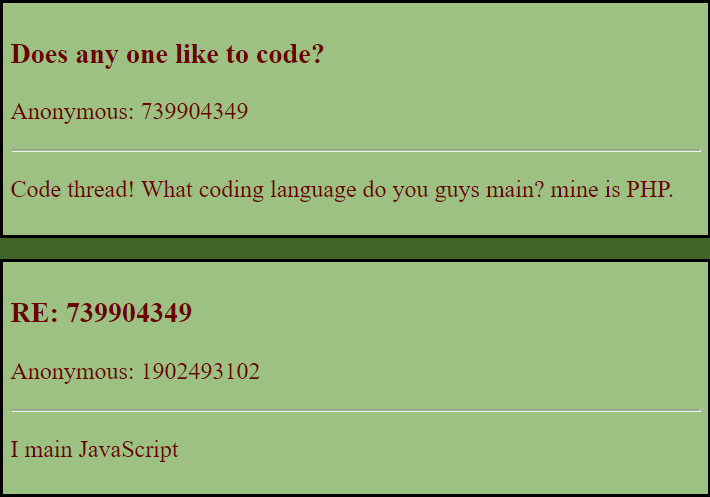 Does any one like to code?
Anonymous: 739904349
Code thread! What coding language do you guys main? mine is PHP.
RE: 739904349
Anonymous: 1902493102
I main JavaScript